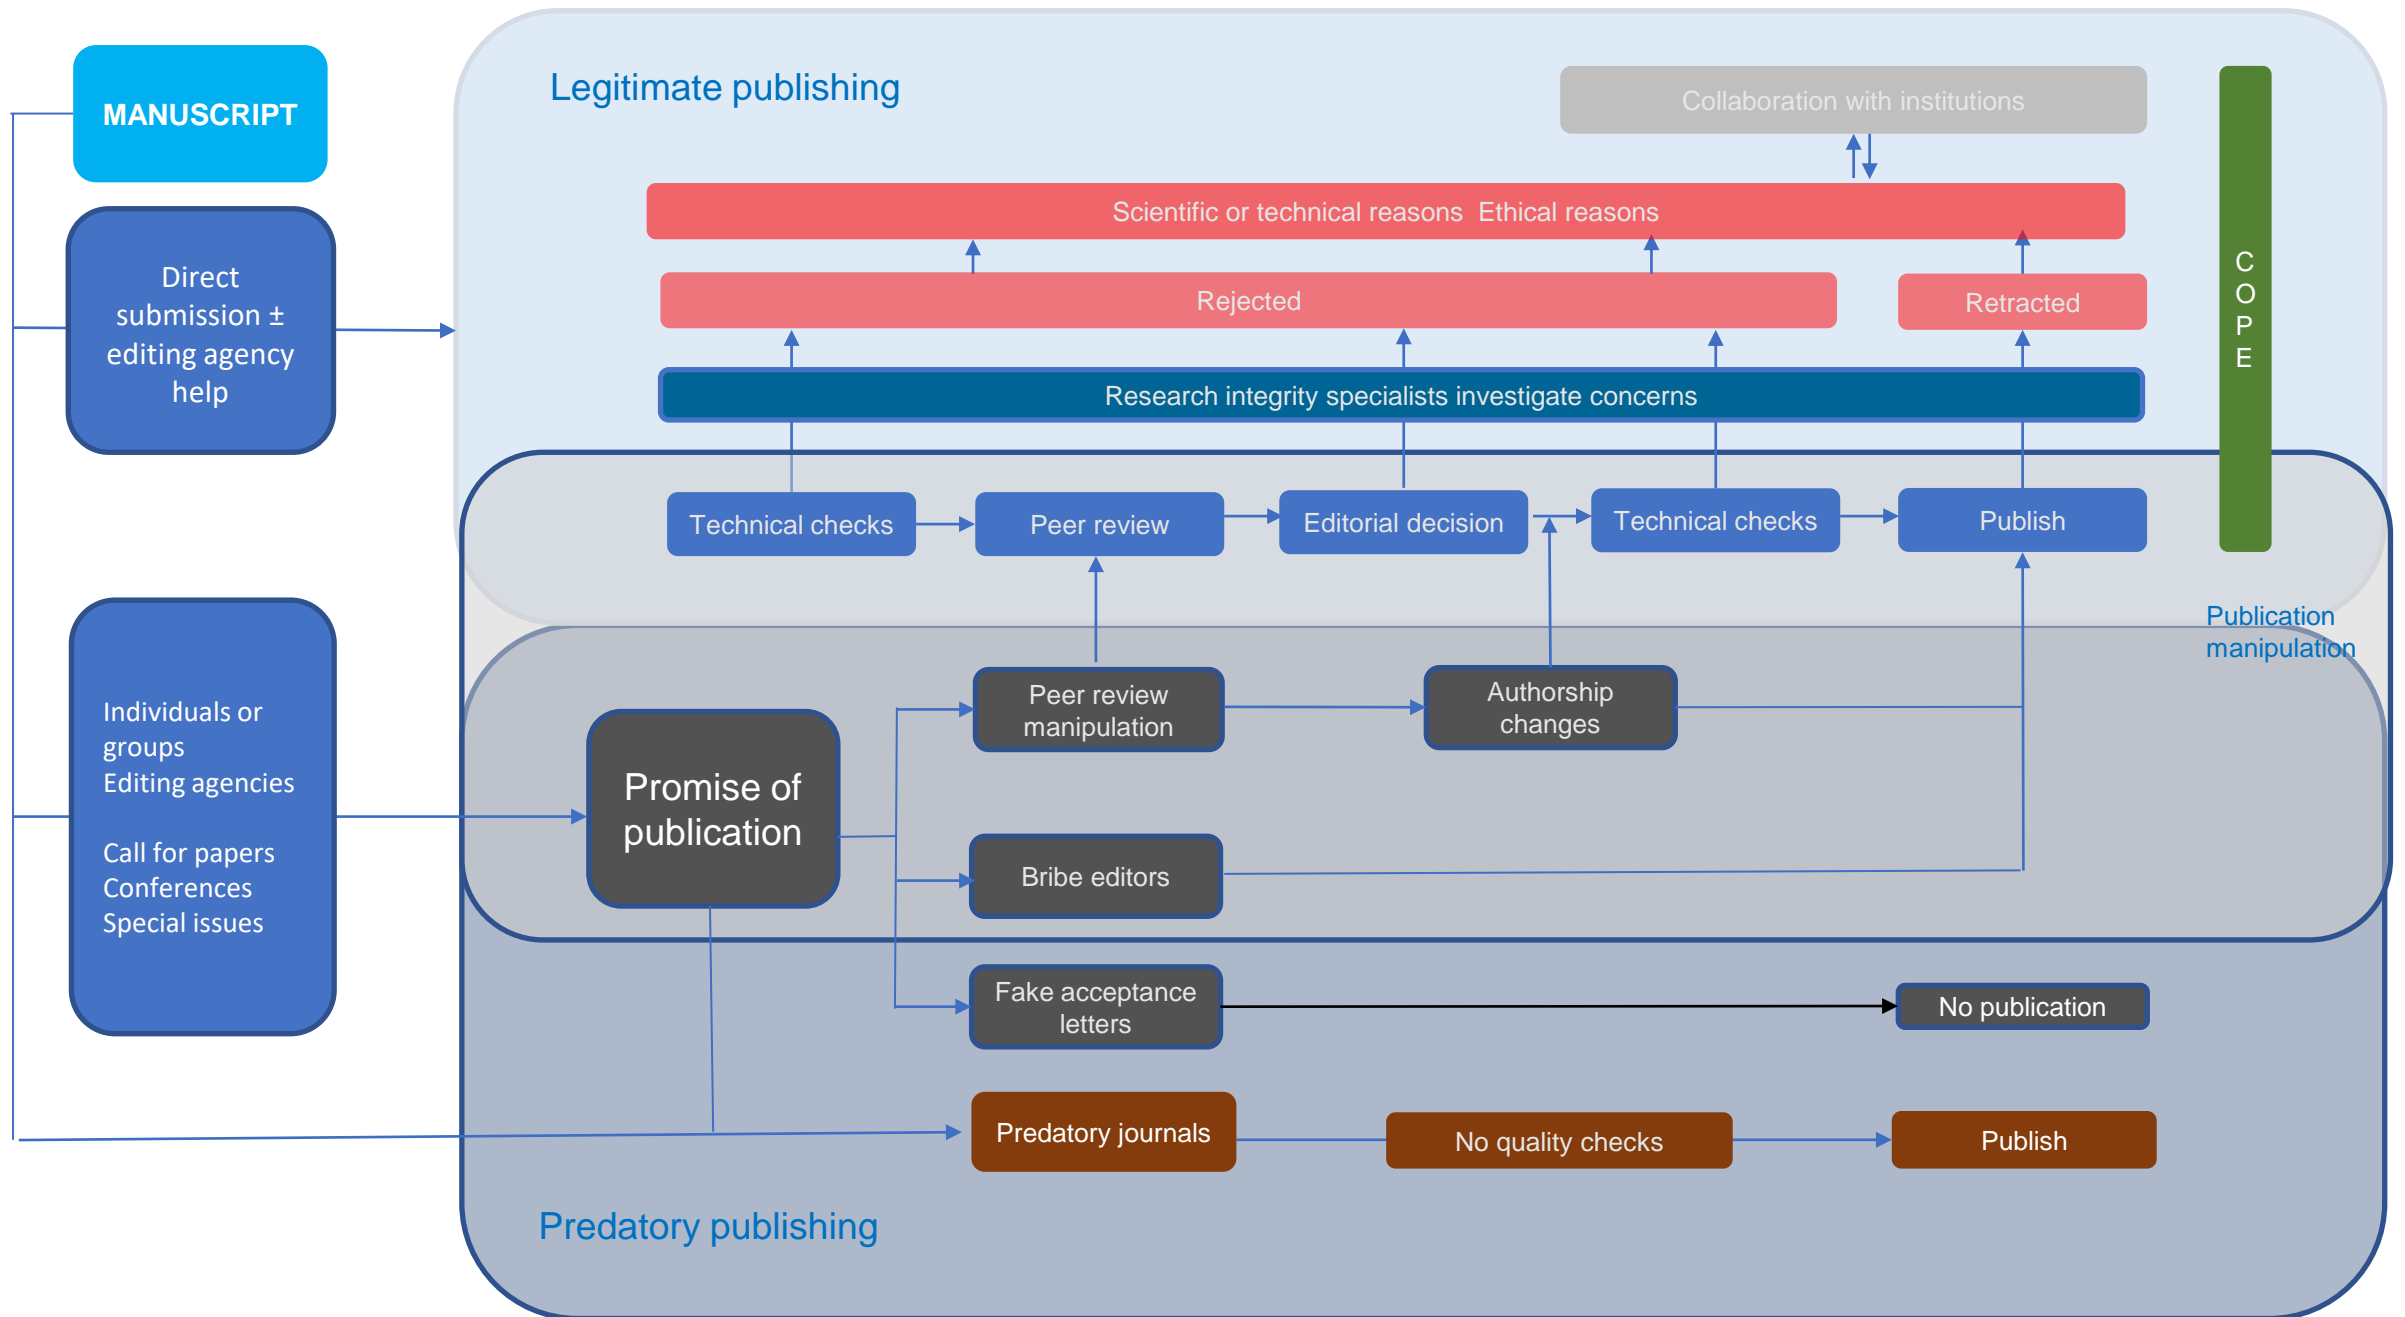 MANUSCRIPT
Direct
submission ±
editing agency
help
Individuals or
groups
Editing agencies
Call for papers
Conferences
Special issues
Legitimate publishing
Collaboration with institutions
Scientific or technical reasons  Ethical reasons
Rejected
Retracted
Research integrity specialists investigate concerns
C
O
P
E
Technical checks
Peer review
Editorial decision
Technical checks
Publish
Publication
manipulation
Promise of
publication
Peer review
manipulation
Authorship
changes
Bribe editors
Fake acceptance
letters
No publication
Predatory journals
No quality checks
Publish
Predatory publishing